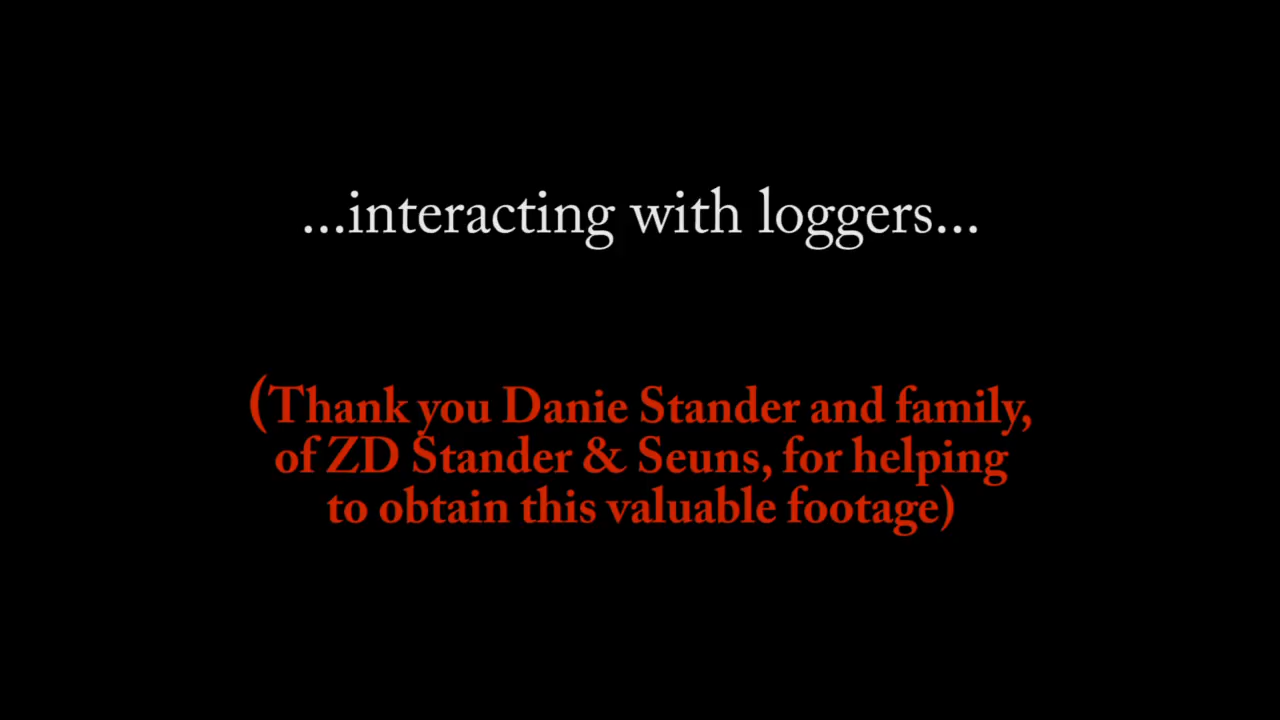 ...interacting with loggers...
(Thank you Danie Stander and family,
of ZD Stander & Seuns, for helping
to obtain this valuable footage)